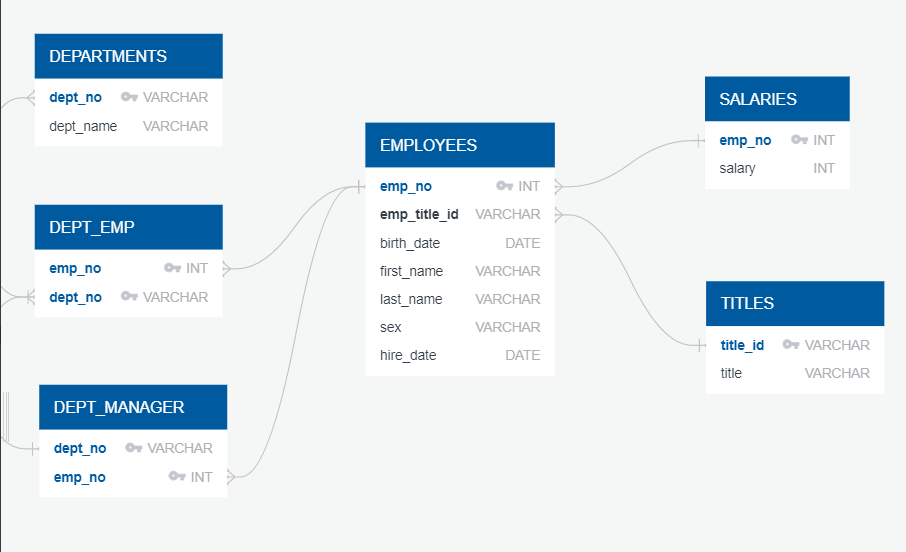 DEPARTMENTS
dept_no VARCHAR
dept_name VARCHAR
DEPT_EMP
emp_no INT
dept_no VARCHAR
DEPT_MANAGER
dept_no VARCHAR
emp_no INT
EMPLOYEES
emp_no INT
emp_title_id VARCHAR
birth_date DATE
first_name VARCHAR
last_name VARCHAR
sex VARCHAR
hire_date DATE
SALARIES
emp_no INT
salary INT
TITLES
title_id VARCHAR
title VARCHAR